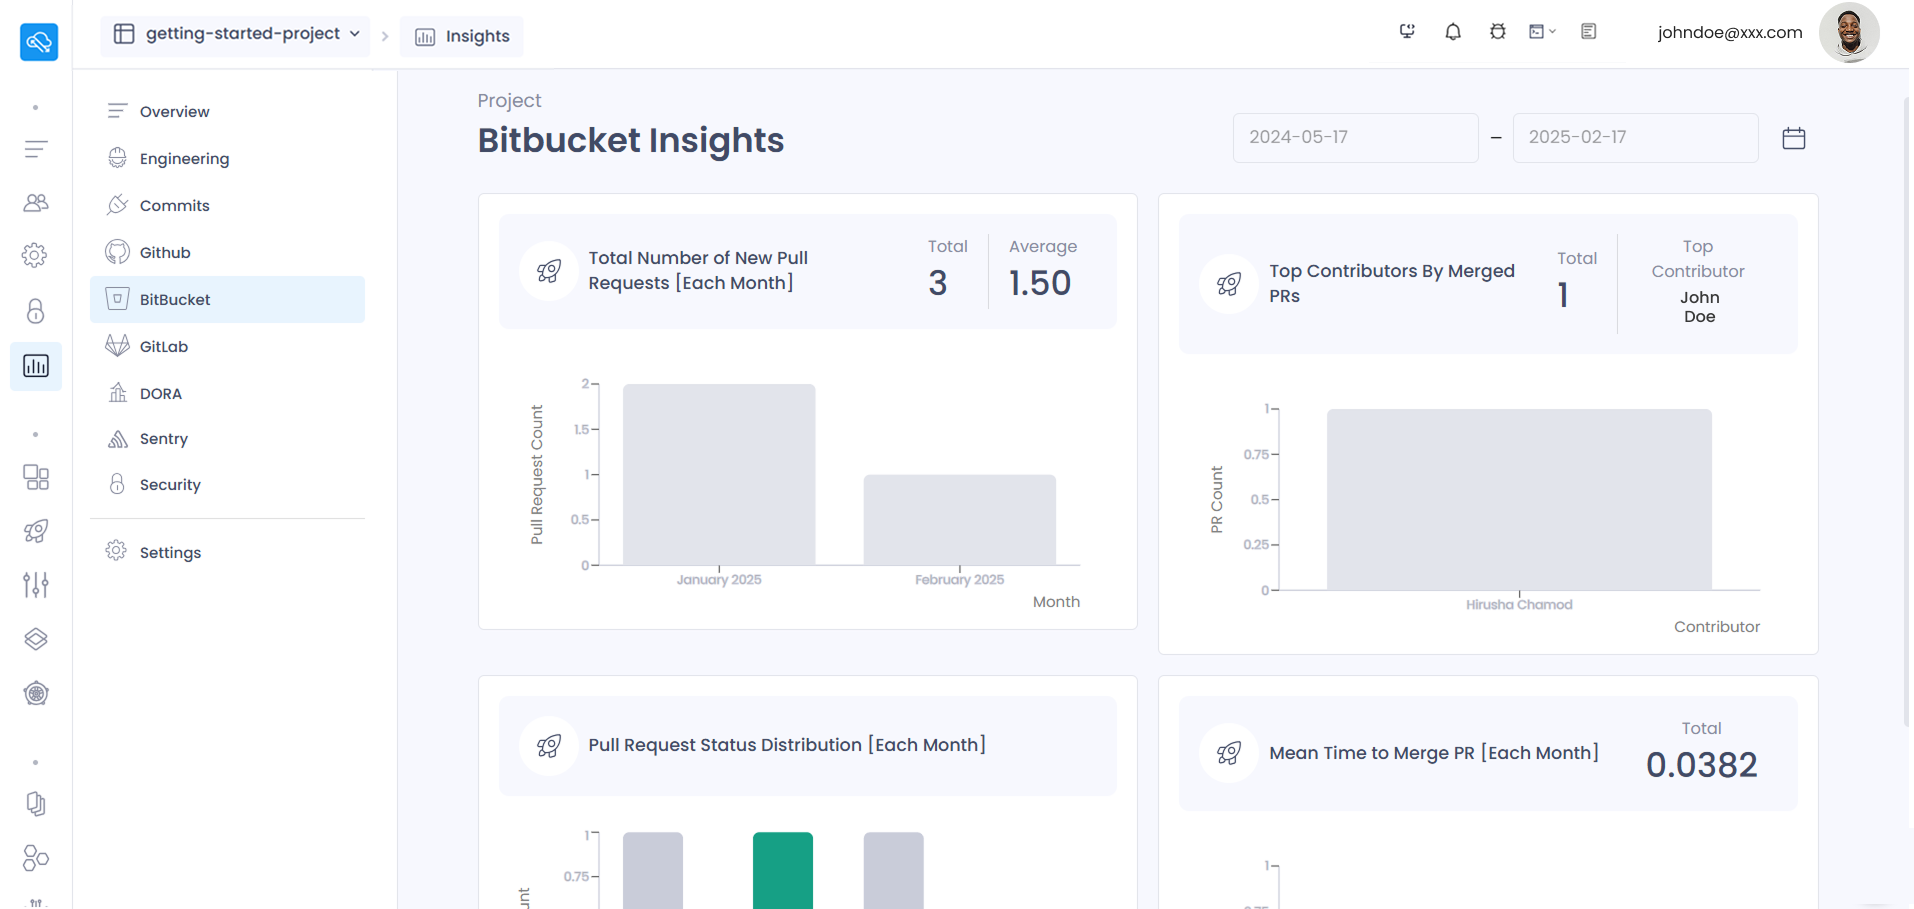 getting-started-project
Insights
johndoe@xxx.com
Overview
Engineering
Commits
Github
BitBucket
GitLab
DORA
Sentry
Security
Settings
Project
Bitbucket Insights
2024-05-17
–
2025-02-17
Total Number of New Pull
Requests [Each Month]
Total
3
Average
1.50
Pull Request Count
2
1.5
1
0.5
0
January 2025
February 2025
Month
Top Contributors By Merged
PRs
Total
1
Top
Contributor
John
Doe
PR Count
1
0.75
0.5
0.25
0
Hirusha Chamod
Contributor
Pull Request Status Distribution [Each Month]
1
0.75
Mean Time to Merge PR [Each Month]
Total
0.0382
1